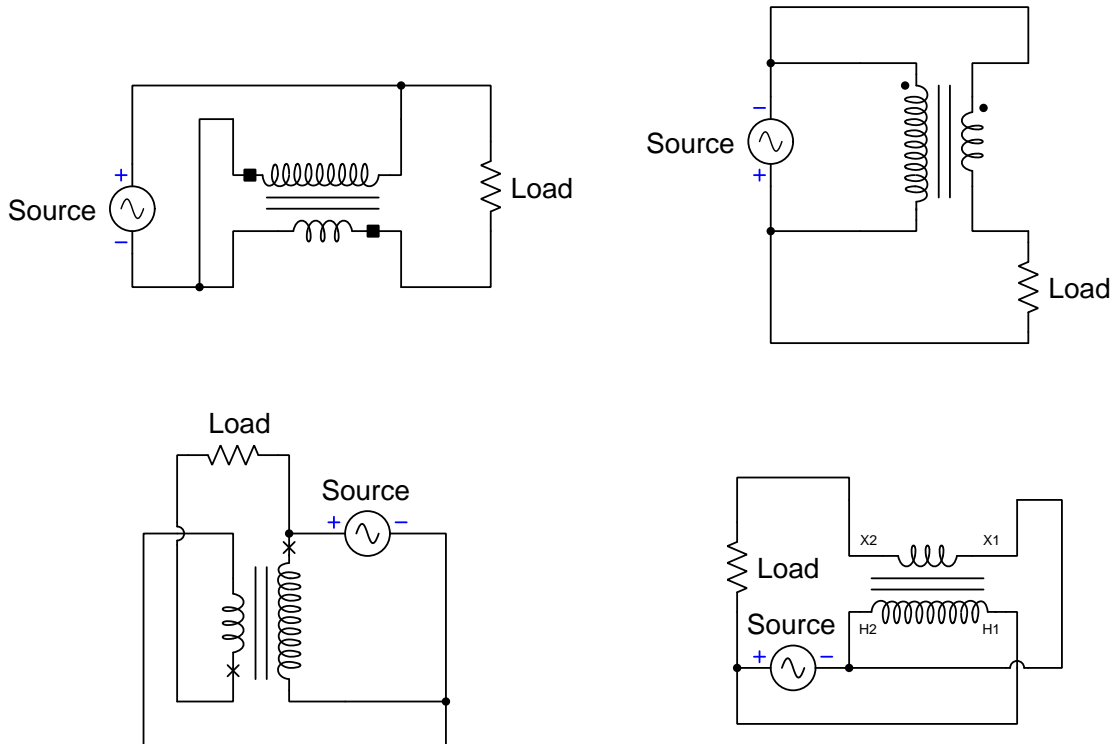 +
Source
−
Load
−
Source
+
Load
Load
Source
+ −
X2 X1
Load
H2 H1
Source
+ −